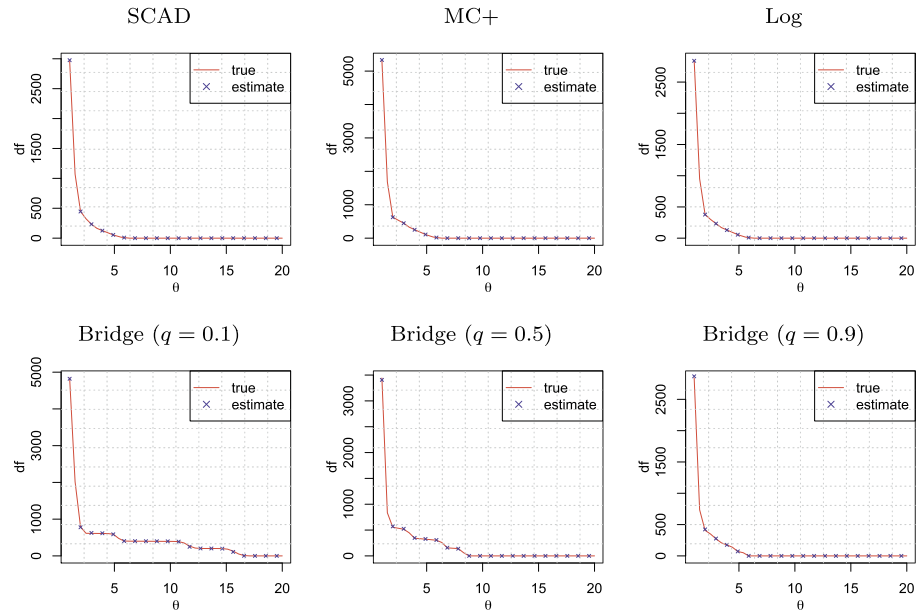 SCAD
MC+
Log
true
estimate
df
0
500
1500
2500
5
10
15
20
θ
true
estimate
df
0
1000
3000
5000
5
10
15
20
θ
true
estimate
df
0
500
1500
2500
5
10
15
20
θ
Bridge (q = 0.1)
Bridge (q = 0.5)
Bridge (q = 0.9)
true
estimate
df
0
1000
3000
5000
5
10
15
20
θ
true
estimate
df
0
1000
2000
3000
5
10
15
20
θ
true
estimate
df
0
500
1500
2500
5
10
15
20
θ